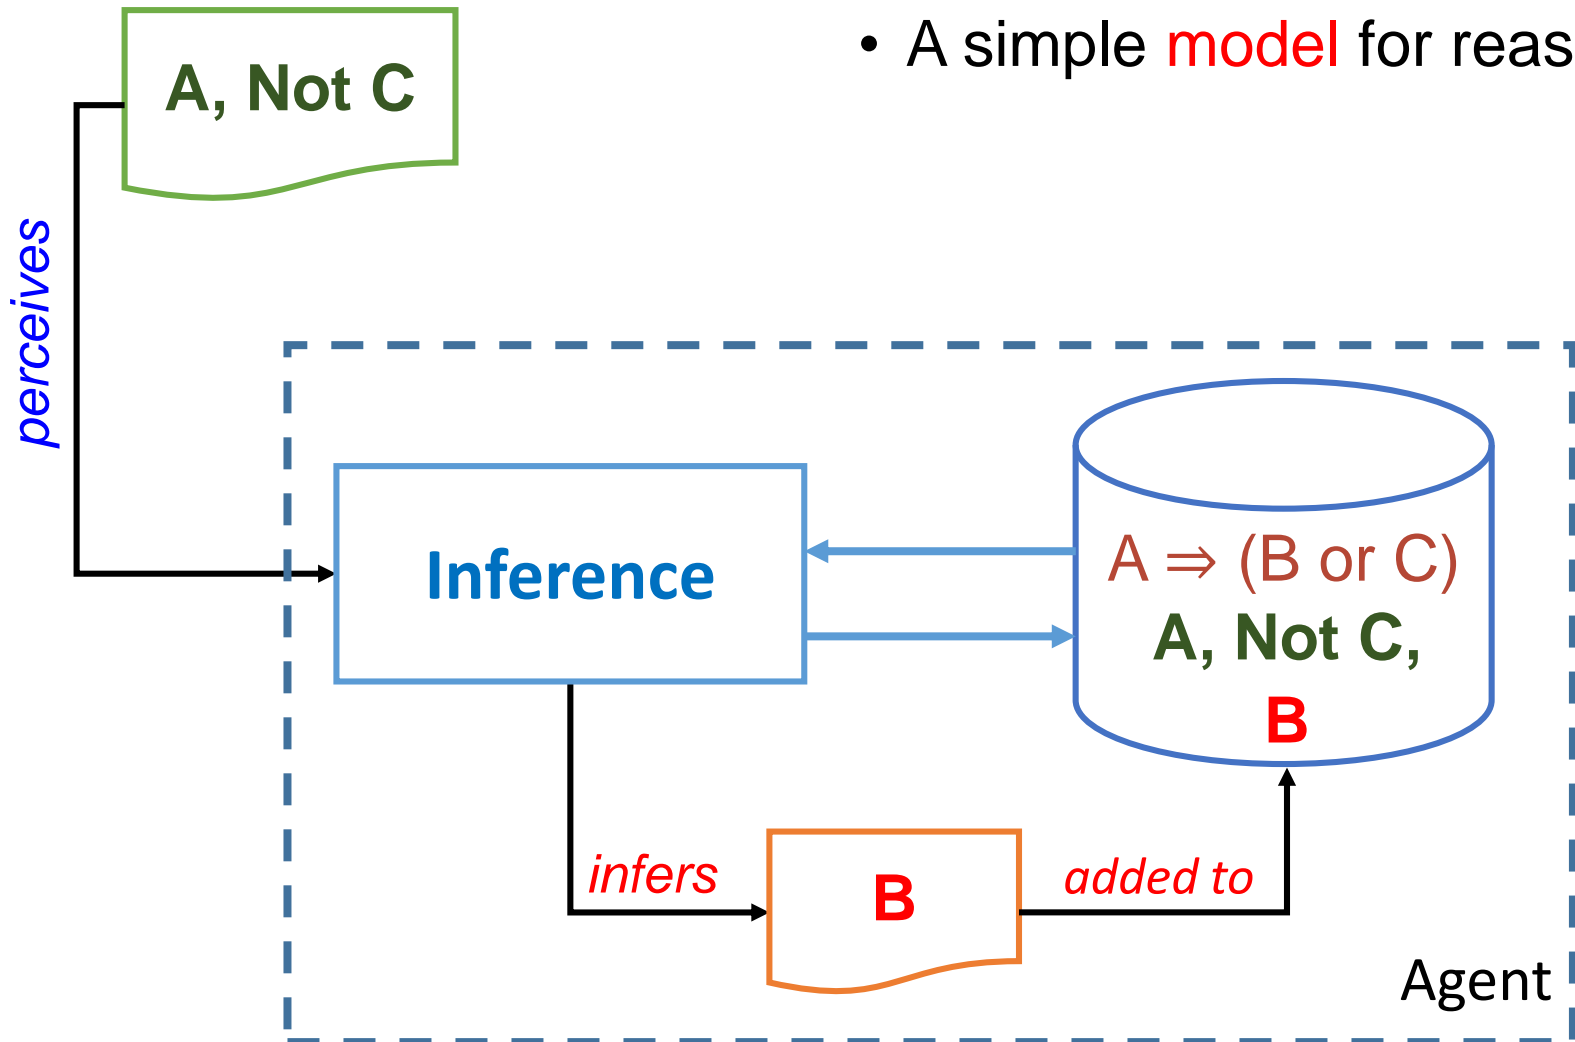 • A simple model for reas
A, Not C
perceives
Inference
A ⇒ (B or C)
A, Not C,
B
infers
B
added to
Agent